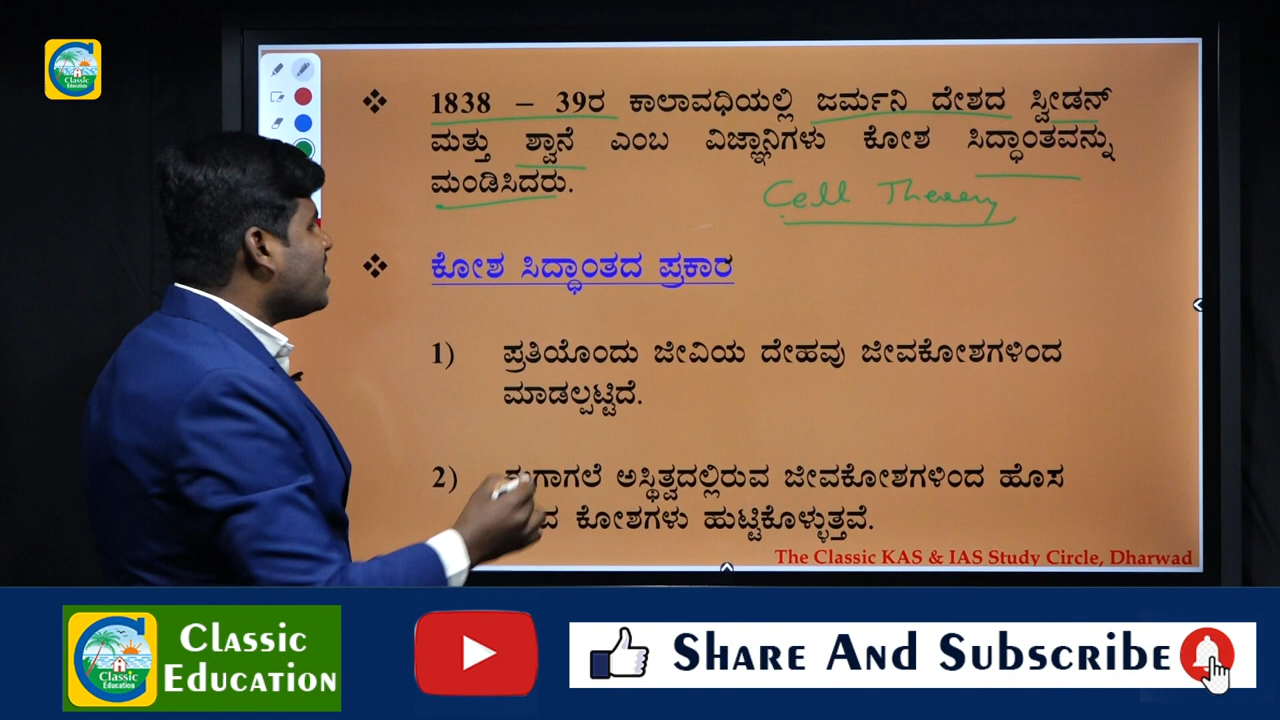 Classic
Education
❖ 1838 – 39ರ ಕಾಲಾವಧಿಯಲ್ಲಿ ಜರ್ಮನಿ ದೇಶದ ಸ್ವೀಡನ್
ಮತ್ತು ಶ್ವಾನೆ ಎಂಬ ವಿಜ್ಞಾನಿಗಳು ಕೋಶ ಸಿದ್ಧಾಂತವನ್ನು
ಮಂಡಿಸಿದರು.
Cell Theory
❖ ಕೋಶ ಸಿದ್ಧಾಂತದ ಪ್ರಕಾರ
1) ಪ್ರತಿಯೊಂದು ಜೀವಿಯ ದೇಹವು ಜೀವಕೋಶಗಳಿಂದ
ಮಾಡಲ್ಪಟ್ಟಿದೆ.
2) ಅಸ್ಥಿತ್ವದಲ್ಲಿರುವ ಜೀವಕೋಶಗಳಿಂದ ಹೊಸ
ಕೋಶಗಳು ಹುಟ್ಟಿಕೊಳ್ಳುತ್ತವೆ.
The Classic KAS & IAS Study Circle, Dharwad
Classic
Education
Classic
Education
Share And Subscribe